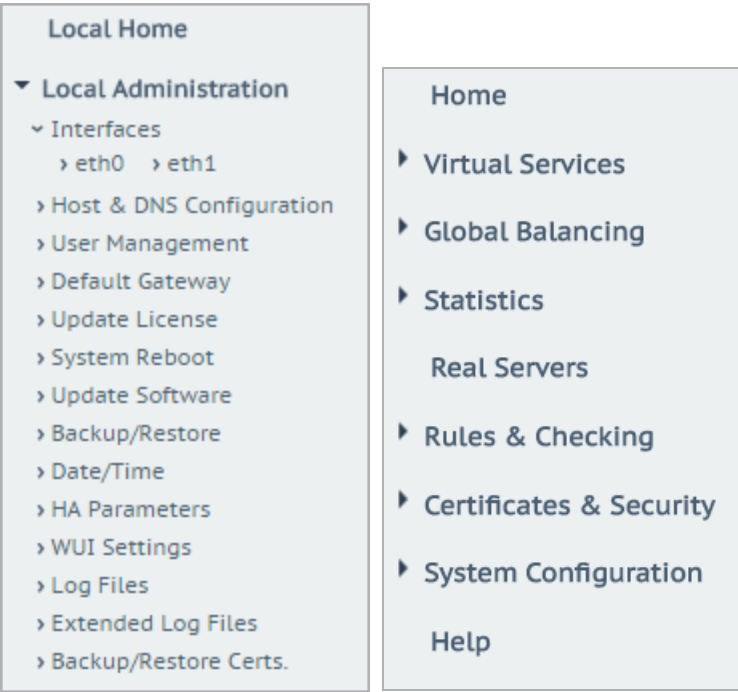 Local Home
Local Administration
Interfaces
eth0 eth1
Host & DNS Configuration
User Management
Default Gateway
Update License
System Reboot
Update Software
Backup/Restore
Date/Time
HA Parameters
WUI Settings
Log Files
Extended Log Files
Backup/Restore Certs.
Home
Virtual Services
Global Balancing
Statistics
Real Servers
Rules & Checking
Certificates & Security
System Configuration
Help